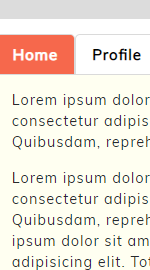 Home Profile
Lorem ipsum dolor
consectetur adipis
Quibusdam, repreh
Lorem ipsum dolor
consectetur adipis
Quibusdam, repreh
ipsum dolor sit am
adipisicing elit. Tot